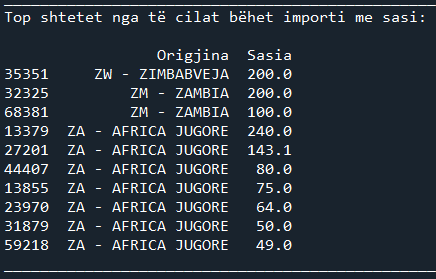 Top shtetet nga të cilat bëhet importi me sasi:
Origjina Sasia
35351 ZW - ZIMBABVEJA 200.0
32325 ZM - ZAMBIA 200.0
68381 ZM - ZAMBIA 100.0
13379 ZA - AFRICA JUGORE 240.0
27201 ZA - AFRICA JUGORE 143.1
44407 ZA - AFRICA JUGORE 80.0
13855 ZA - AFRICA JUGORE 75.0
23970 ZA - AFRICA JUGORE 64.0
31879 ZA - AFRICA JUGORE 50.0
59218 ZA - AFRICA JUGORE 49.0